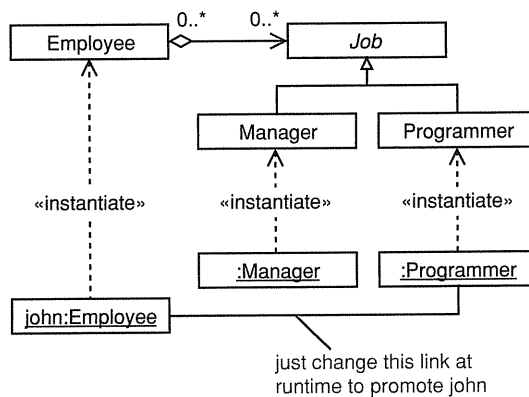 0..* 0..*
Employee
Job
Manager
Programmer
«instantiate»
«instantiate»
«instantiate»
:Manager
:Programmer
john:Employee
just change this link at
runtime to promote john